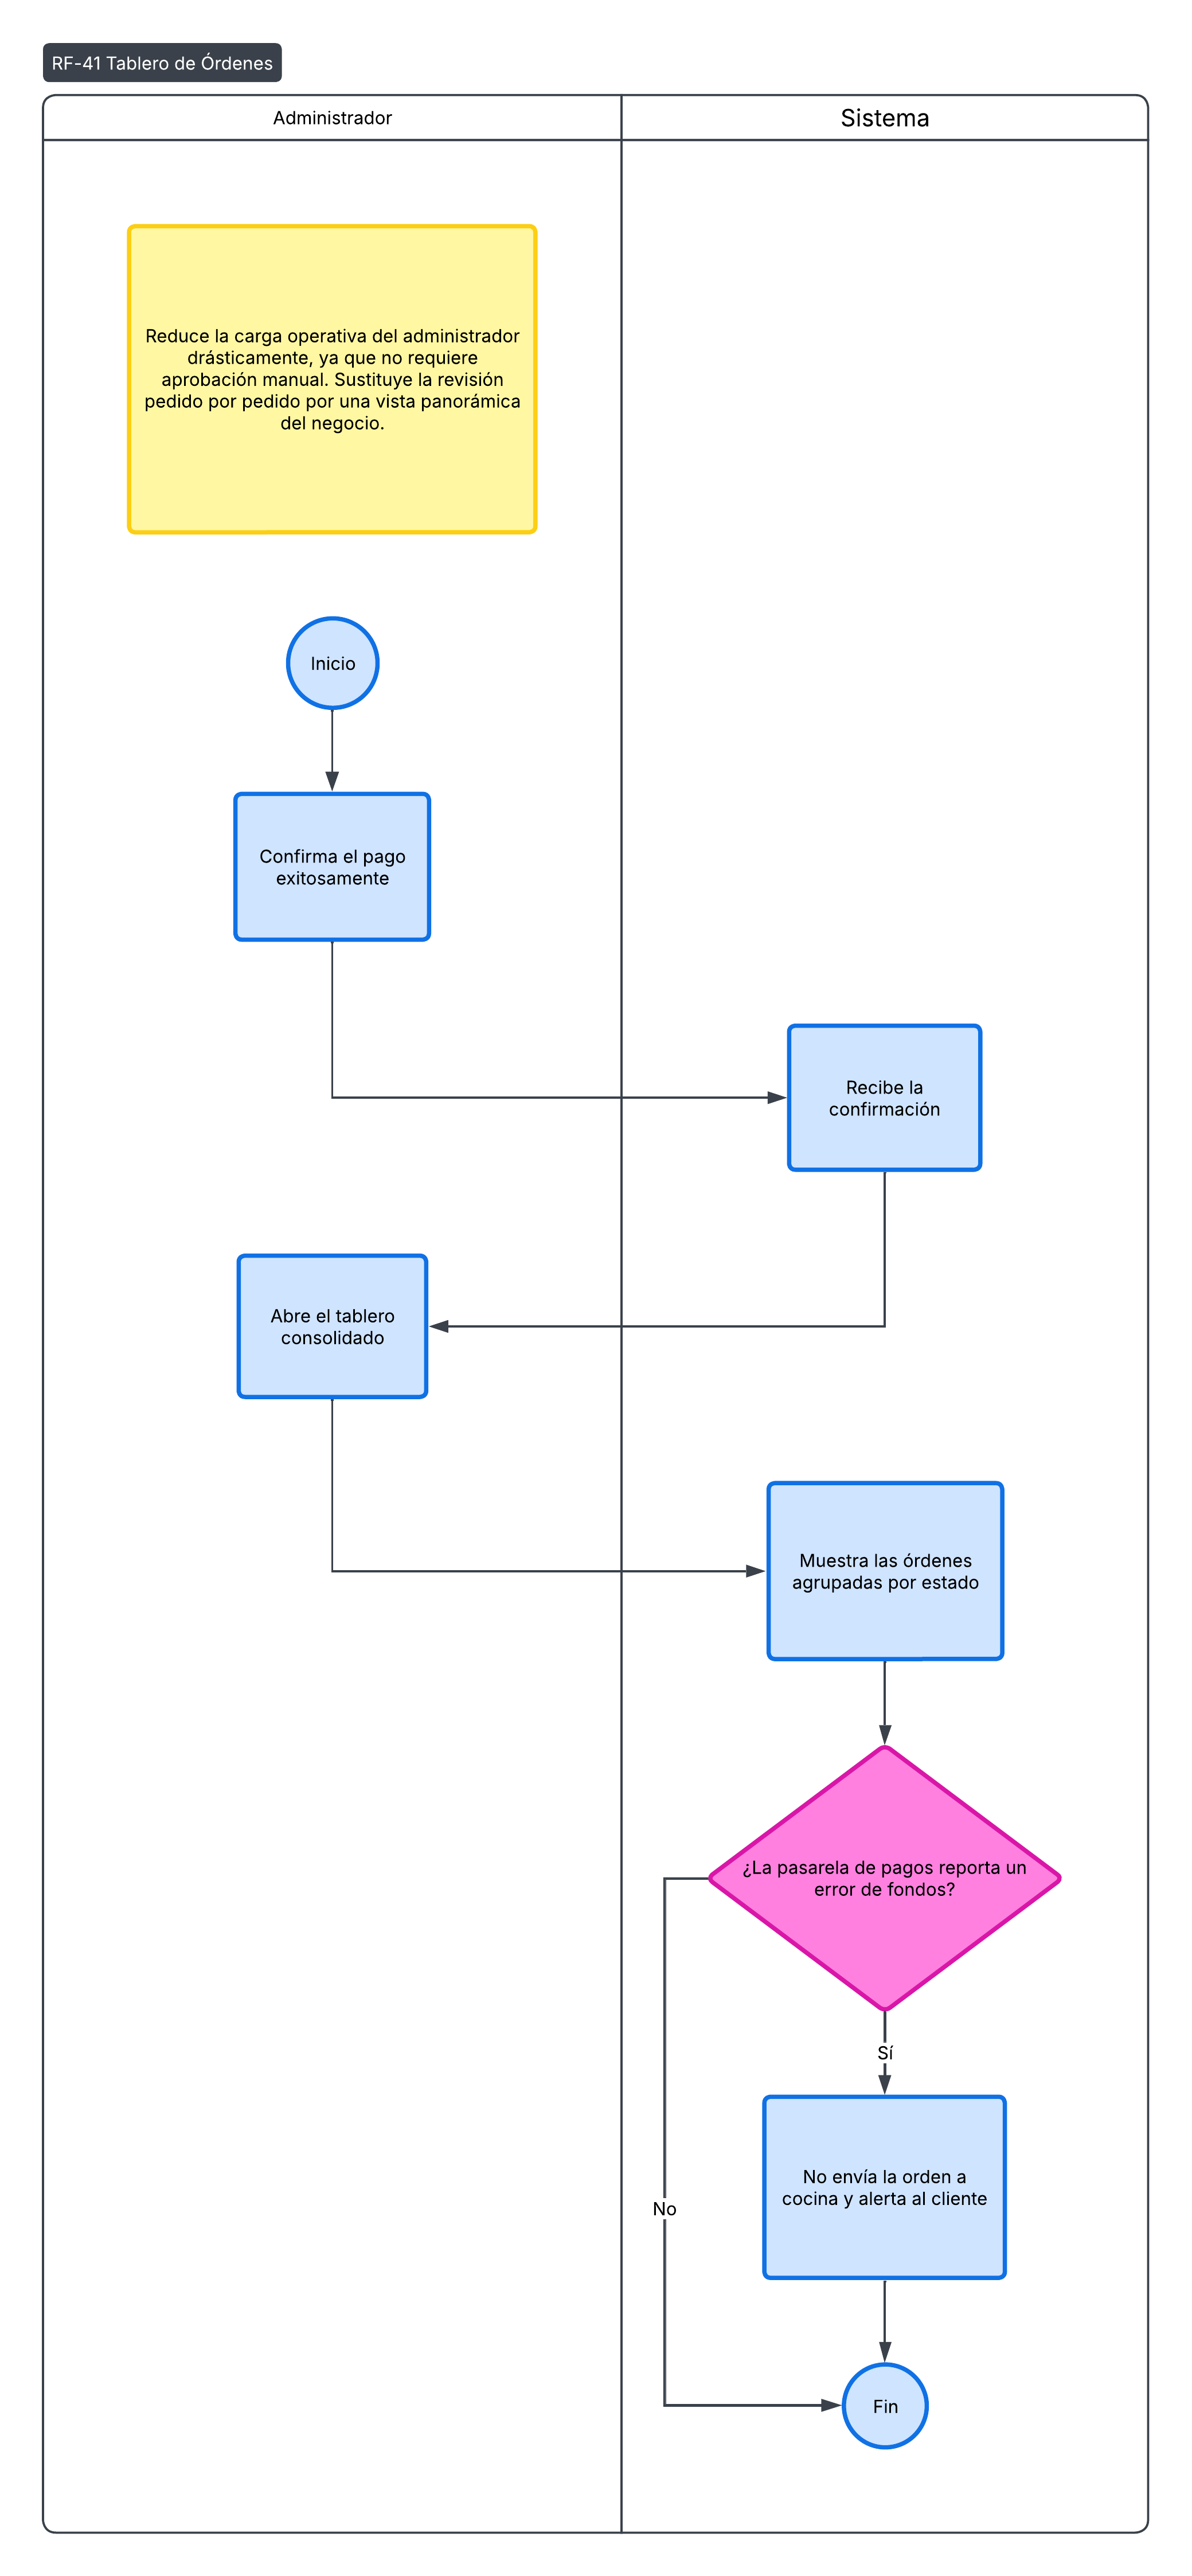 RF-41 Tablero de Órdenes
Administrador
Sistema
Reduce la carga operativa del administrador
drásticamente, ya que no requiere
aprobación manual. Sustituye la revisión
pedido por pedido por una vista panorámica
del negocio.
Inicio
Confirma el pago
exitosamente
Recibe la
confirmación
Abre el tablero
consolidado
Muestra las órdenes
agrupadas por estado
¿La pasarela de pagos reporta un
error de fondos?
Sí
No envía la orden a
cocina y alerta al cliente
No
Fin